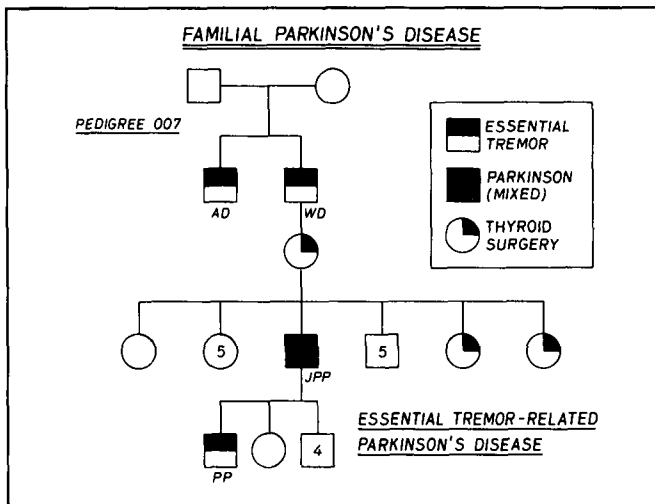 FAMILIAL PARKINSON'S DISEASE
PEDIGREE 007
ESSENTIAL
TREMOR
PARKINSON
(MIXED)
THYROID
SURGERY
AD
WD
5
5
JPP
4
PP
ESSENTIAL TREMOR-RELATED
PARKINSON'S DISEASE